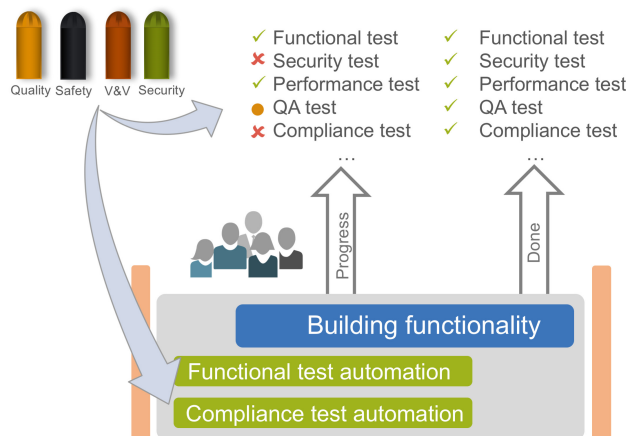 Quality Safety V&V Security
Functional test
Security test
Performance test
QA test
Compliance test
...
Functional test
Security test
Performance test
QA test
Compliance test
...
Progress
Done
Building functionality
Functional test automation
Compliance test automation